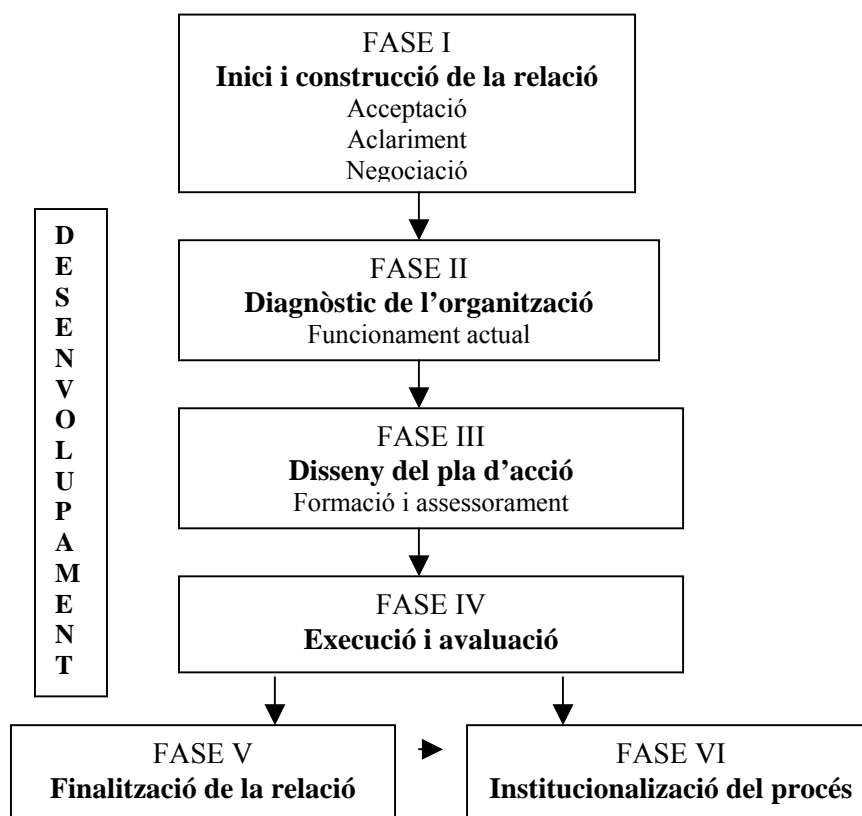 FASE I
Inici i construcció de la relació
Acceptació
Aclariment
Negociació
DESENVOLUPAMENT
FASE II
Diagnòstic de l’organització
Funcionament actual
FASE III
Disseny del pla d’acció
Formació i assessorament
FASE IV
Execució i avaluació
FASE V
Finalització de la relació
FASE VI
Institucionalizació del procés